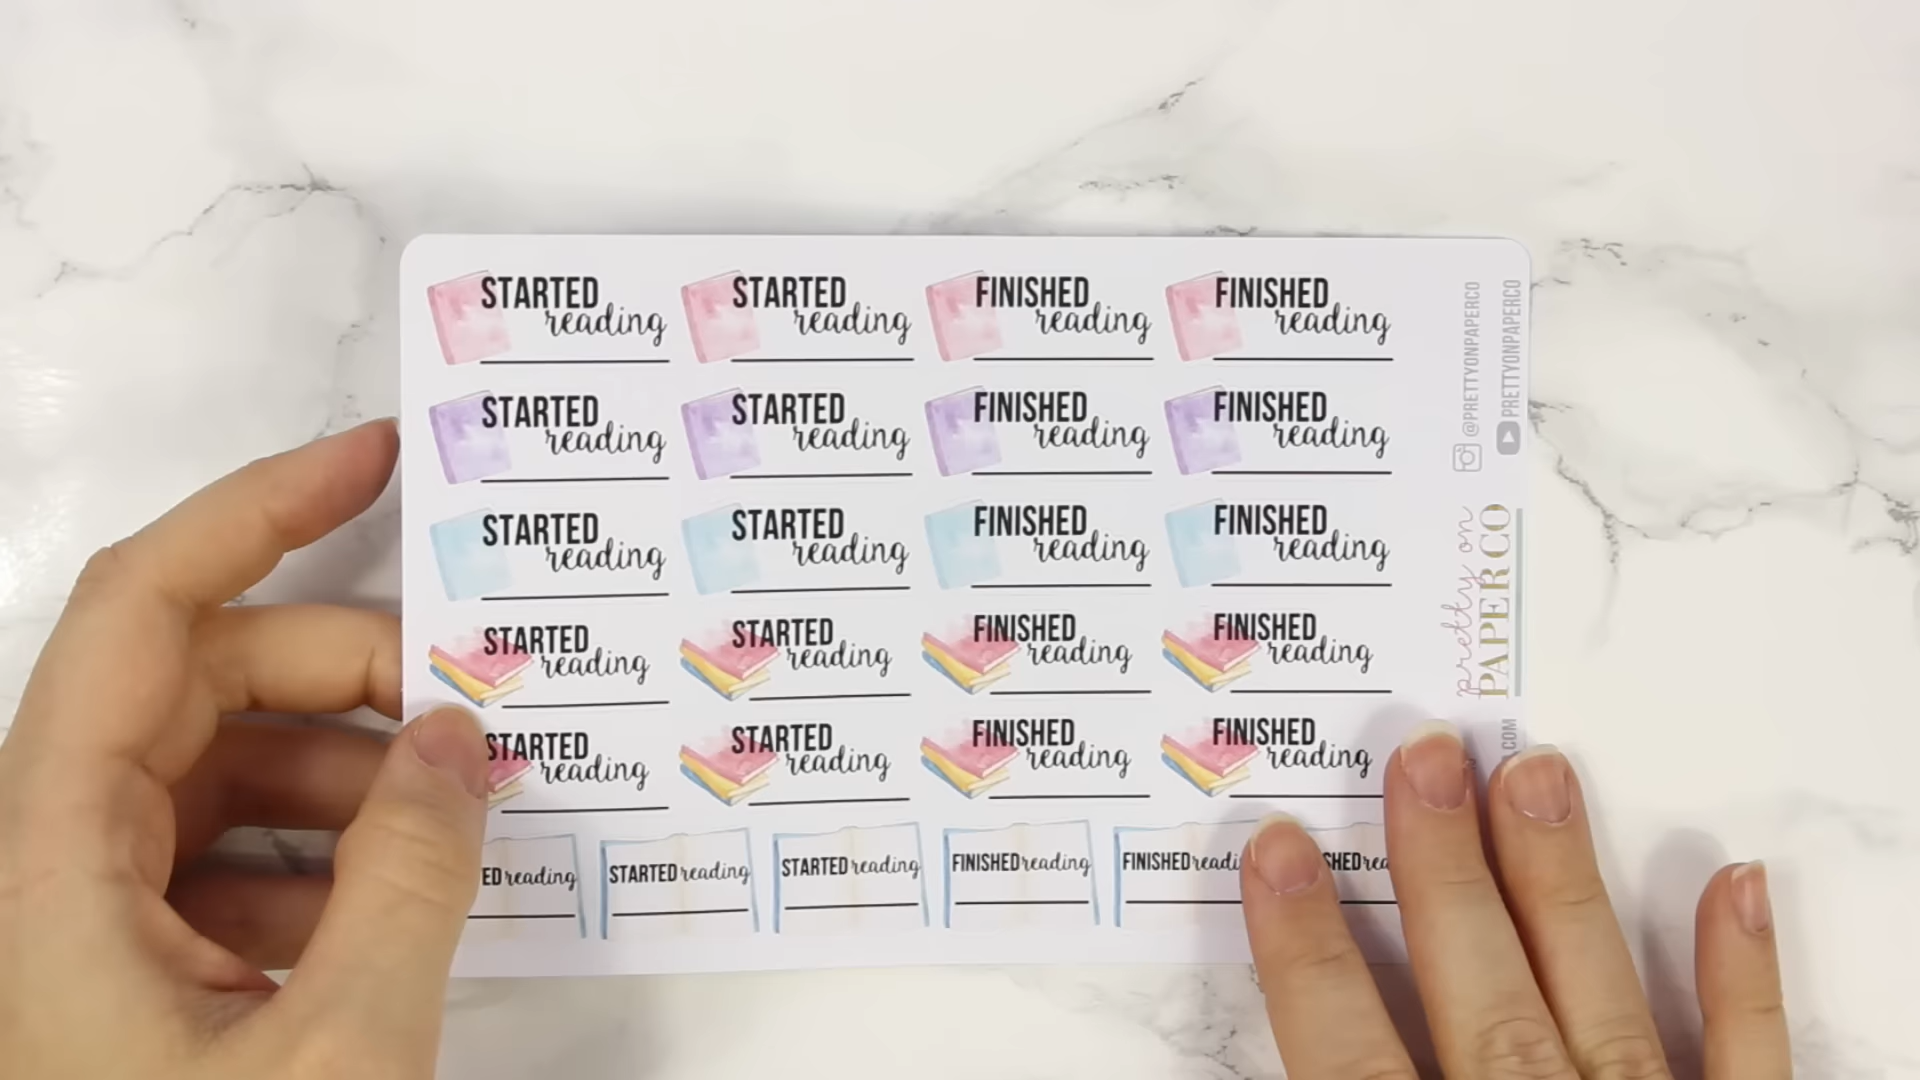 STARTED
reading
STARTED
reading
FINISHED
reading
FINISHED
reading
STARTED
reading
STARTED
reading
FINISHED
reading
FINISHED
reading
STARTED
reading
STARTED
reading
FINISHED
reading
FINISHED
reading
STARTED
reading
STARTED
reading
FINISHED
reading
FINISHED
reading
STARTED
reading
STARTED
reading
FINISHED
reading
FINISHED
reading
reading
STARTED reading
STARTED reading
FINISHED reading
FINISHED
@PRETTYONPAPERCO
PRETTYONPAPERCO
pretty on
PAPER CO